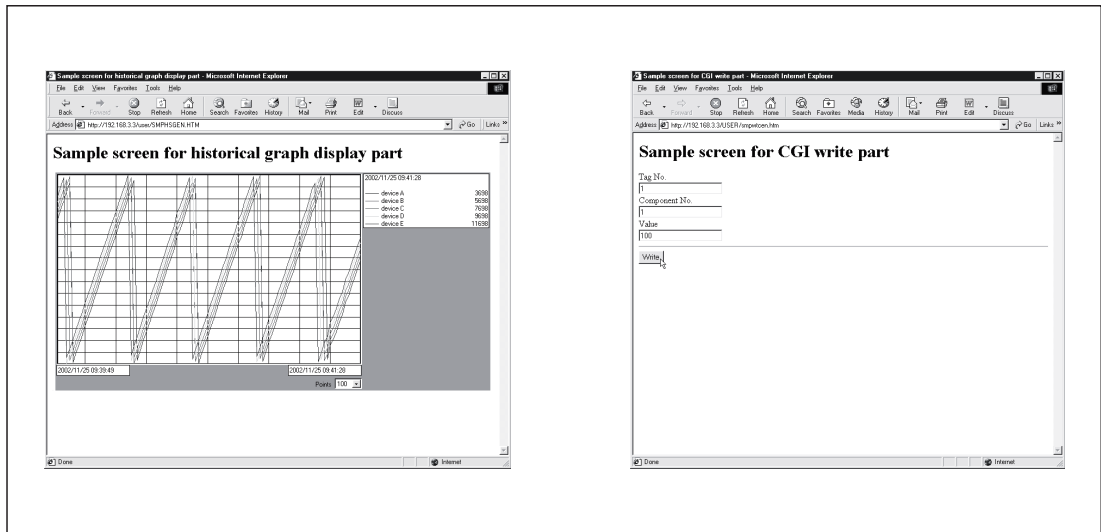 Sample screen for historical graph display part - Microsoft Internet Explorer
File Edit View Favorites Tools Help
Back Forward Stop Refresh Home Search Favorites History Mail Print Edit Discuss
Address http://192.168.3.3/user/SMPHSGEN.HTM Go Links »
Sample screen for historical graph display part
2002/11/25 09:41:28
device A 3698
device B 5698
device C 7698
device D 9698
device E 11698
2002/11/25 09:39:49 2002/11/25 09:41:28
Points 100
Done Internet
Sample screen for CGI write part - Microsoft Internet Explorer
File Edit View Favorites Tools Help
Back Forward Stop Refresh Home Search Favorites Media History Mail Print Edit Discuss
Address http://192.168.3.3/USER/smpwtcen.htm Go Links »
Sample screen for CGI write part
Tag No.
1
Component No.
1
Value
100
Write
Done Internet